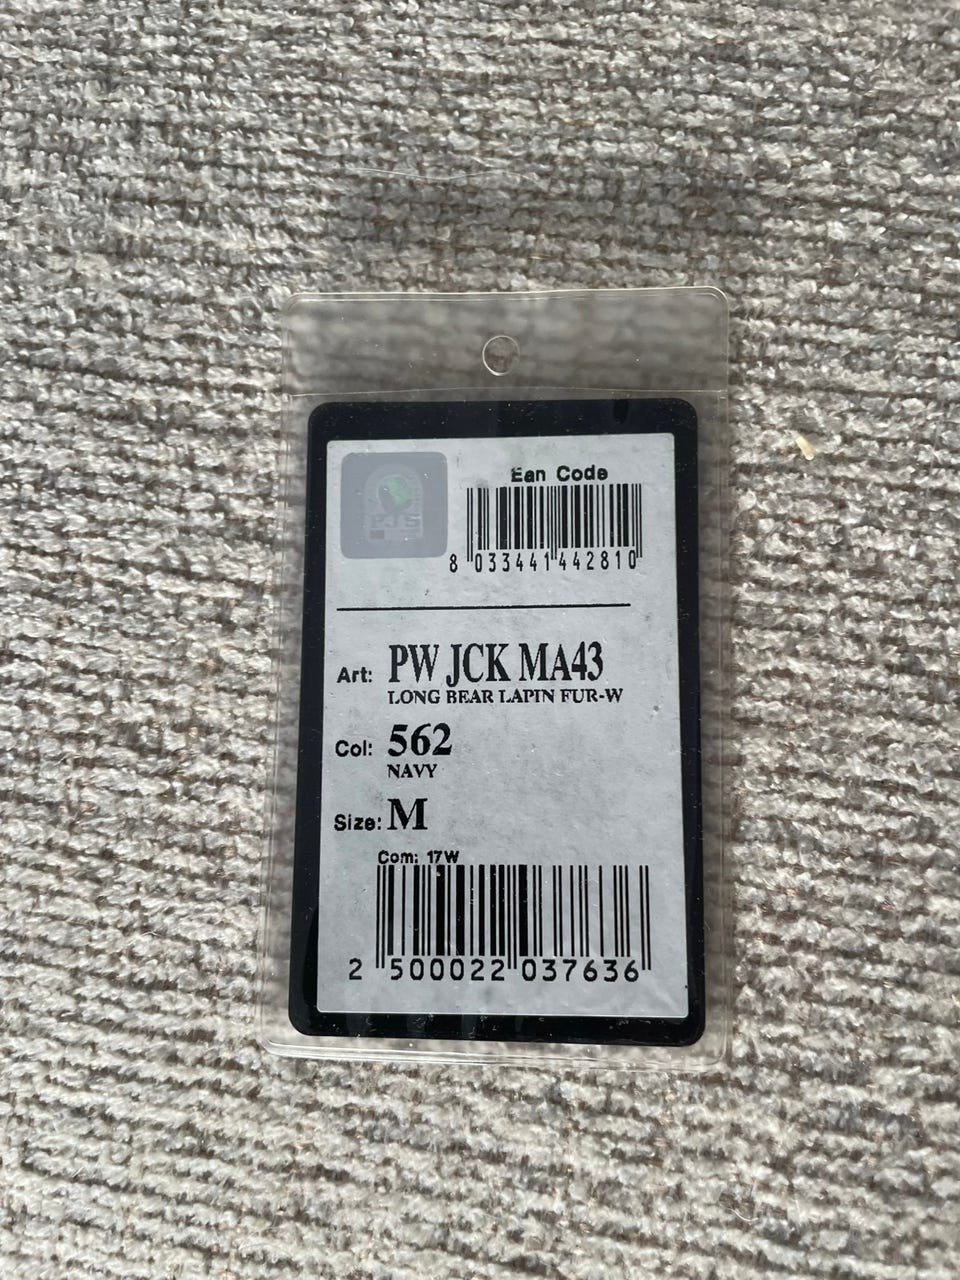 Ean Code
8 033441 442810
PJS
Art: PW JCK MA43
LONG BEAR LAPIN FUR-W
Col: 562
NAVY
Size: M
Com: 17W
2 500022 037636